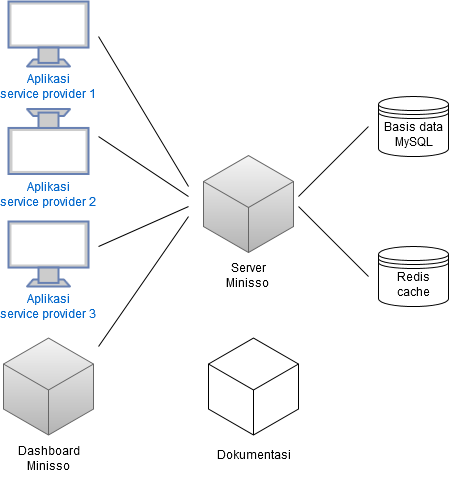 Aplikasi
service provider 1
Aplikasi
service provider 2
Aplikasi
service provider 3
Dashboard
Minisso
Server
Minisso
Dokumentasi
Basis data
MySQL
Redis
cache